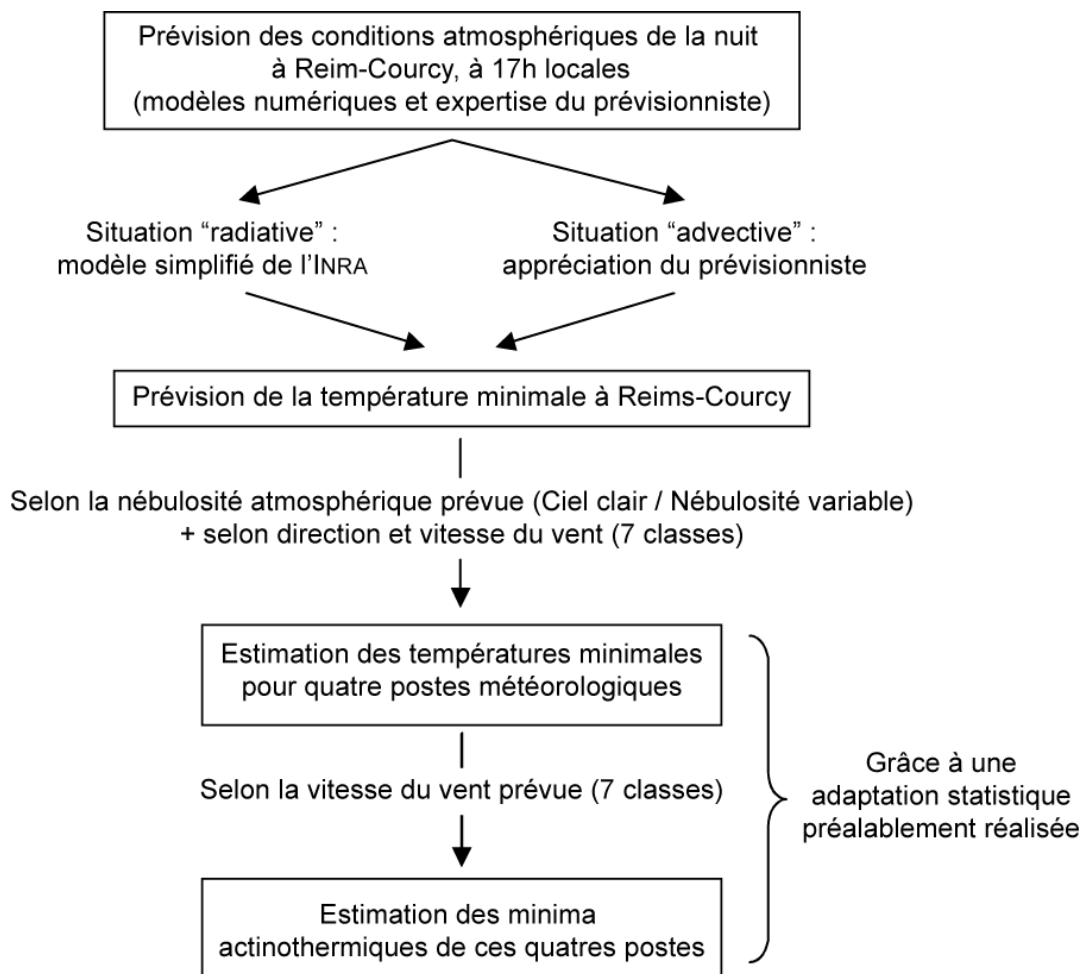 Prévision des conditions atmosphériques de la nuit
à Reim-Courcy, à 17h locales
(modèles numériques et expertise du prévisionniste)
Situation “radiative” :
modèle simplifié de l’INRA
Situation “advective” :
appréciation du prévisionniste
Prévision de la température minimale à Reims-Courcy
Selon la nébulosité atmosphérique prévue (Ciel clair / Nébulosité variable)
+ selon direction et vitesse du vent (7 classes)
Estimation des températures minimales
pour quatre postes météorologiques
Selon la vitesse du vent prévue (7 classes)
Grâce à une
adaptation statistique
préalablement réalisée
Estimation des minima
actinothermiques de ces quatres postes